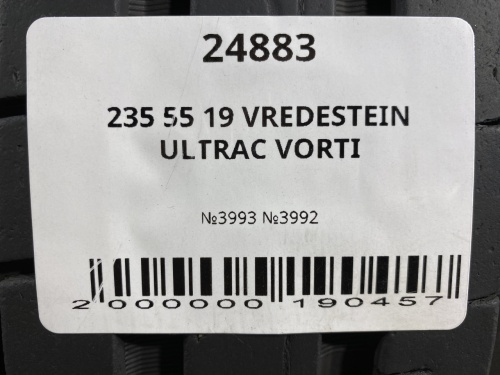 24883
235 55 19 VREDESTEIN
ULTRAC VORTI
№3993 №3992
2 000000 190457